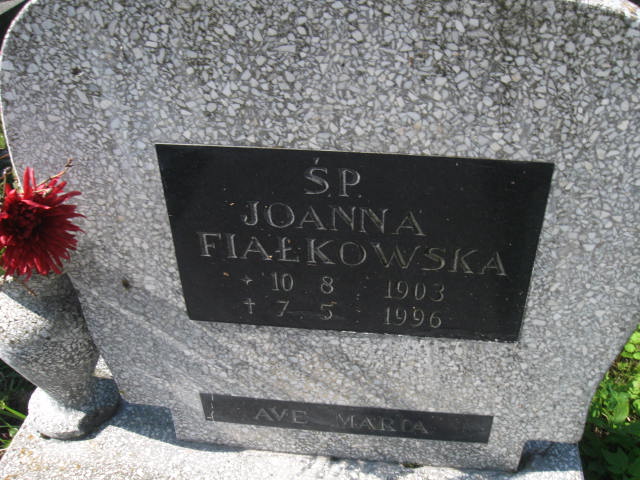 ŚP.
JOANNA
FIAŁKOWSKA
* 10 8 1903
† 7 5 1996
AVE MARIA